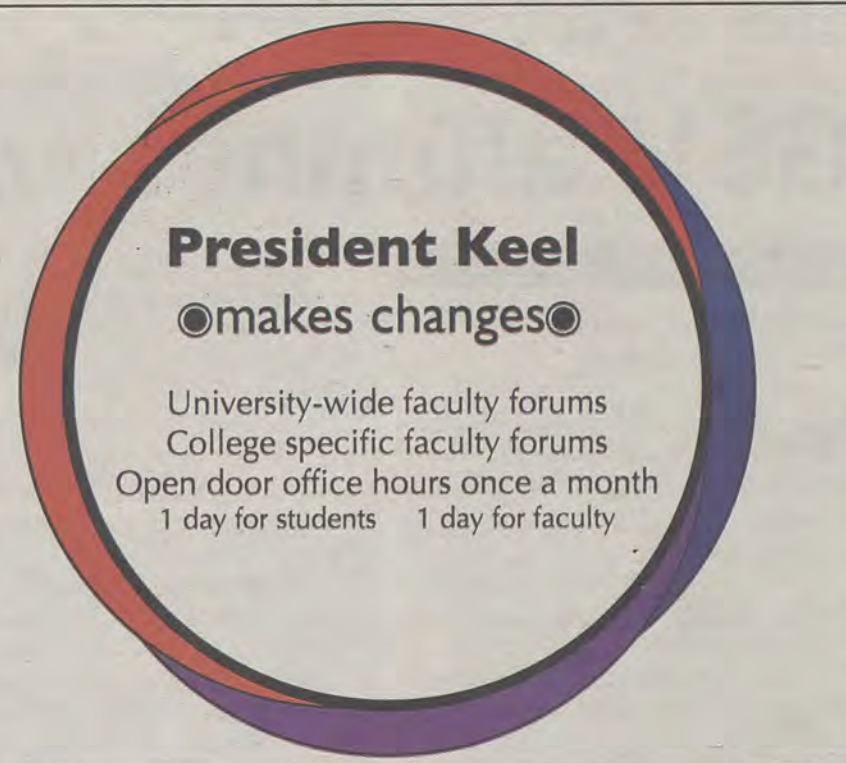 President Keel
◉makes changes◉
University-wide faculty forums
College specific faculty forums
Open door office hours once a month
1 day for students 1 day for faculty